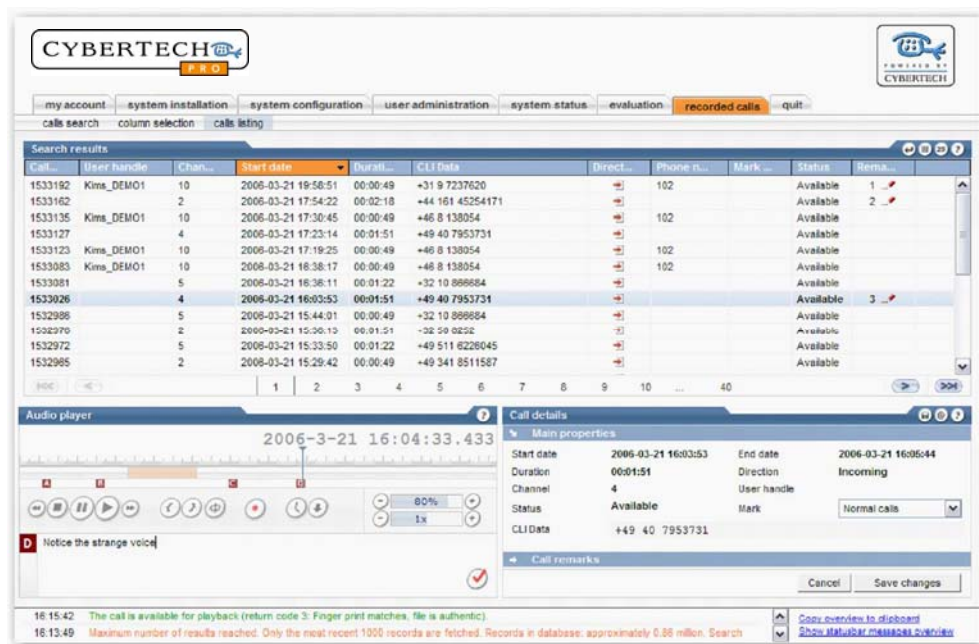 CYBERTECH
PRO
POWERED BY
CYBERTECH
my account system installation system configuration user administration system status evaluation recorded calls quit
calls search column selection calls listing
Search results
Call... User handle Chan... Start date Durati... CLI Data Direct... Phone n... Mark ... Status Rema...
1533192 Kims_DEMO1 10 2006-03-21 19:58:51 00:00:49 +31 9 7237620 102 Available 1
1533162 2 2006-03-21 17:54:22 00:02:18 +44 161 45254171 Available 2
1533135 Kims_DEMO1 10 2006-03-21 17:30:45 00:00:49 +46 8 138054 102 Available
1533127 4 2006-03-21 17:23:14 00:01:51 +49 40 7953731 Available
1533123 Kims_DEMO1 10 2006-03-21 17:19:25 00:00:49 +46 8 138054 102 Available
1533083 Kims_DEMO1 10 2006-03-21 16:38:17 00:00:49 +46 8 138054 102 Available
1533081 5 2006-03-21 16:36:11 00:01:22 +32 10 866684 Available
1533026 4 2006-03-21 16:03:53 00:01:51 +49 40 7953731 Available 3
1532986 5 2006-03-21 15:44:01 00:00:49 +32 10 866684 Available
2 Available
1532972 5 2006-03-21 15:33:50 00:01:22 +49 511 6226045 Available
1532965 2 2006-03-21 15:29:42 00:00:49 +49 341 8511587 Available
1 2 3 4 5 6 7 8 9 10 ... 40
Audio player
2006-3-21 16:04:33.433
A B C D
80%
1x
D Notice the strange voice
Call details
Main properties
Start date 2006-03-21 16:03:53 End date 2006-03-21 16:05:44
Duration 00:01:51 Direction Incoming
Channel 4 User handle
Status Available Mark Normal calls
CLI Data +49 40 7953731
Call remarks
Cancel Save changes
16:15:42 The call is available for playback (return code 3: Finger print matches, file is authentic).
16:13:49 Maximum number of results reached. Only the most recent 1000 records are fetched. Records in database: approximately 0.86 million. Search
Copy overview to clipboard
Show statusbar messages overview